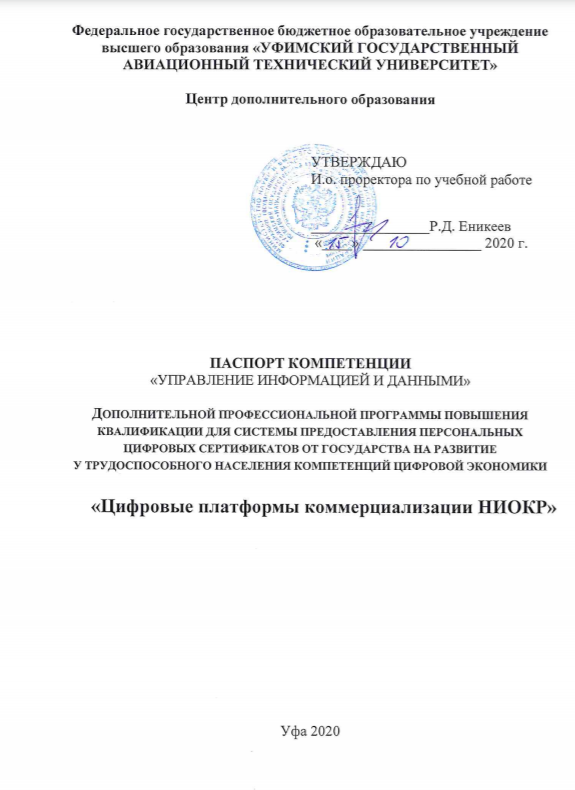 Федеральное государственное бюджетное образовательное учреждение
высшего образования «УФИМСКИЙ ГОСУДАРСТВЕННЫЙ
АВИАЦИОННЫЙ ТЕХНИЧЕСКИЙ УНИВЕРСИТЕТ»
Центр дополнительного образования
УТВЕРЖДАЮ
И.о. проректора по учебной работе
Р.Д. Еникеев
«15» 10 2020 г.
ПАСПОРТ КОМПЕТЕНЦИИ
«УПРАВЛЕНИЕ ИНФОРМАЦИЕЙ И ДАННЫМИ»
ДОПОЛНИТЕЛЬНОЙ ПРОФЕССИОНАЛЬНОЙ ПРОГРАММЫ ПОВЫШЕНИЯ
КВАЛИФИКАЦИИ ДЛЯ СИСТЕМЫ ПРЕДОСТАВЛЕНИЯ ПЕРСОНАЛЬНЫХ
ЦИФРОВЫХ СЕРТИФИКАТОВ ОТ ГОСУДАРСТВА НА РАЗВИТИЕ
У ТРУДОСПОСОБНОГО НАСЕЛЕНИЯ КОМПЕТЕНЦИЙ ЦИФРОВОЙ ЭКОНОМИКИ
«Цифровые платформы коммерциализации НИОКР»
Уфа 2020